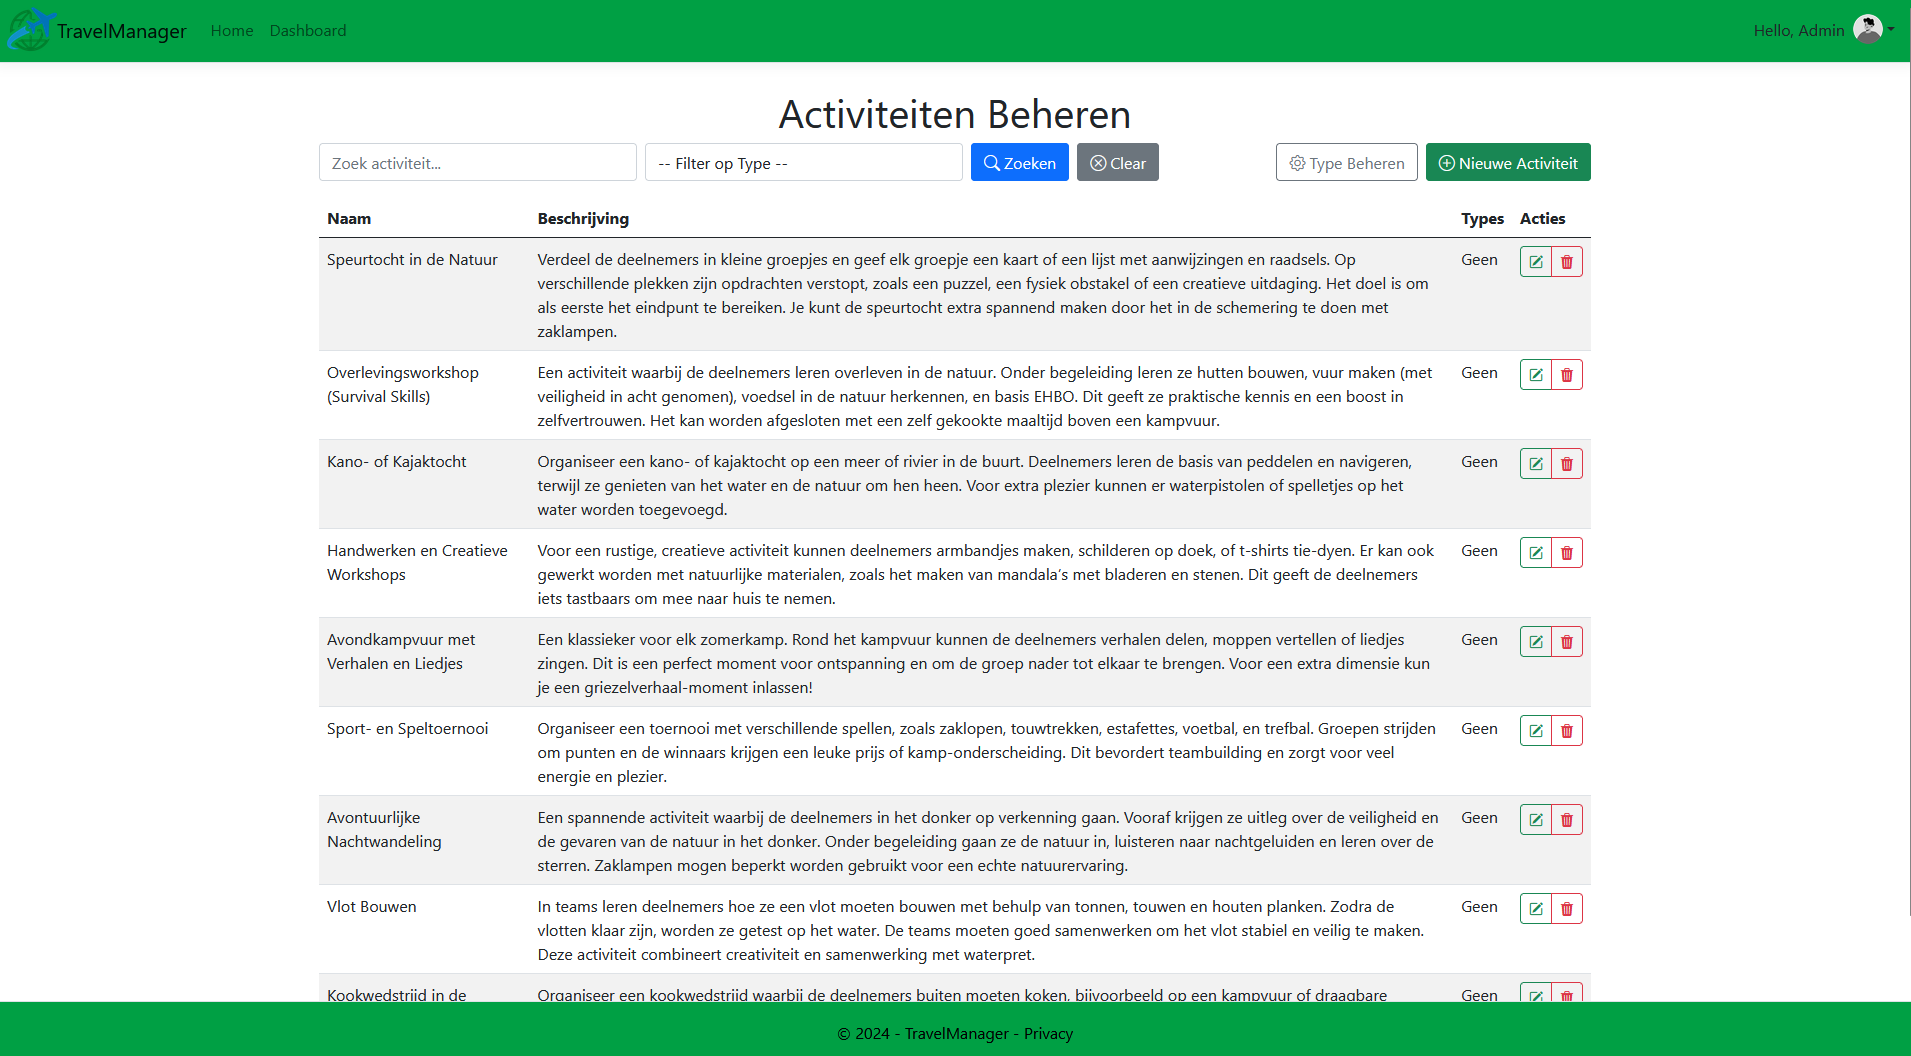 TravelManager Home Dashboard Hello, Admin
Activiteiten Beheren
Zoek activiteit... -- Filter op Type -- Zoeken Clear Type Beheren Nieuwe Activiteit
Naam Beschrijving Types Acties
Speurtocht in de Natuur Verdeel de deelnemers in kleine groepjes en geef elk groepje een kaart of een lijst met aanwijzingen en raadsels. Op Geen
verschillende plekken zijn opdrachten verstopt, zoals een puzzel, een fysiek obstakel of een creatieve uitdaging. Het doel is om
als eerste het eindpunt te bereiken. Je kunt de speurtocht extra spannend maken door het in de schemering te doen met
zaklampen.
Overlevingsworkshop Een activiteit waarbij de deelnemers leren overleven in de natuur. Onder begeleiding leren ze hutten bouwen, vuur maken (met Geen
(Survival Skills) veiligheid in acht genomen), voedsel in de natuur herkennen, en basis EHBO. Dit geeft ze praktische kennis en een boost in
zelfvertrouwen. Het kan worden afgesloten met een zelf gekookte maaltijd boven een kampvuur.
Kano- of Kajaktocht Organiseer een kano- of kajaktocht op een meer of rivier in de buurt. Deelnemers leren de basis van peddelen en navigeren, Geen
terwijl ze genieten van het water en de natuur om hen heen. Voor extra plezier kunnen er waterpistolen of spelletjes op het
water worden toegevoegd.
Handwerken en Creatieve Voor een rustige, creatieve activiteit kunnen deelnemers armbandjes maken, schilderen op doek, of t-shirts tie-dyen. Er kan ook Geen
Workshops gewerkt worden met natuurlijke materialen, zoals het maken van mandala's met bladeren en stenen. Dit geeft de deelnemers
iets tastbaars om mee naar huis te nemen.
Avondkampvuur met Een klassieker voor elk zomerkamp. Rond het kampvuur kunnen de deelnemers verhalen delen, moppen vertellen of liedjes Geen
Verhalen en Liedjes zingen. Dit is een perfect moment voor ontspanning en om de groep nader tot elkaar te brengen. Voor een extra dimensie kun
je een griezelverhaal-moment inlassen!
Sport- en Speltoernooi Organiseer een toernooi met verschillende spellen, zoals zaklopen, touwtrekken, estafettes, voetbal, en trefbal. Groepen strijden Geen
om punten en de winnaars krijgen een leuke prijs of kamp-onderscheiding. Dit bevordert teambuilding en zorgt voor veel
energie en plezier.
Avontuurlijke Een spannende activiteit waarbij de deelnemers in het donker op verkenning gaan. Vooraf krijgen ze uitleg over de veiligheid en Geen
Nachtwandeling de gevaren van de natuur in het donker. Onder begeleiding gaan ze de natuur in, luisteren naar nachtgeluiden en leren over de
sterren. Zaklampen mogen beperkt worden gebruikt voor een echte natuurervaring.
Vlot Bouwen In teams leren deelnemers hoe ze een vlot moeten bouwen met behulp van tonnen, touwen en houten planken. Zodra de Geen
vlotten klaar zijn, worden ze getest op het water. De teams moeten goed samenwerken om het vlot stabiel en veilig te maken.
Deze activiteit combineert creativiteit en samenwerking met waterpret.
Kookwedstrijd in de Organiseer een kookwedstrijd waarbij de deelnemers buiten moeten koken, bijvoorbeeld op een kampvuur of draagbare Geen
© 2024 - TravelManager - Privacy